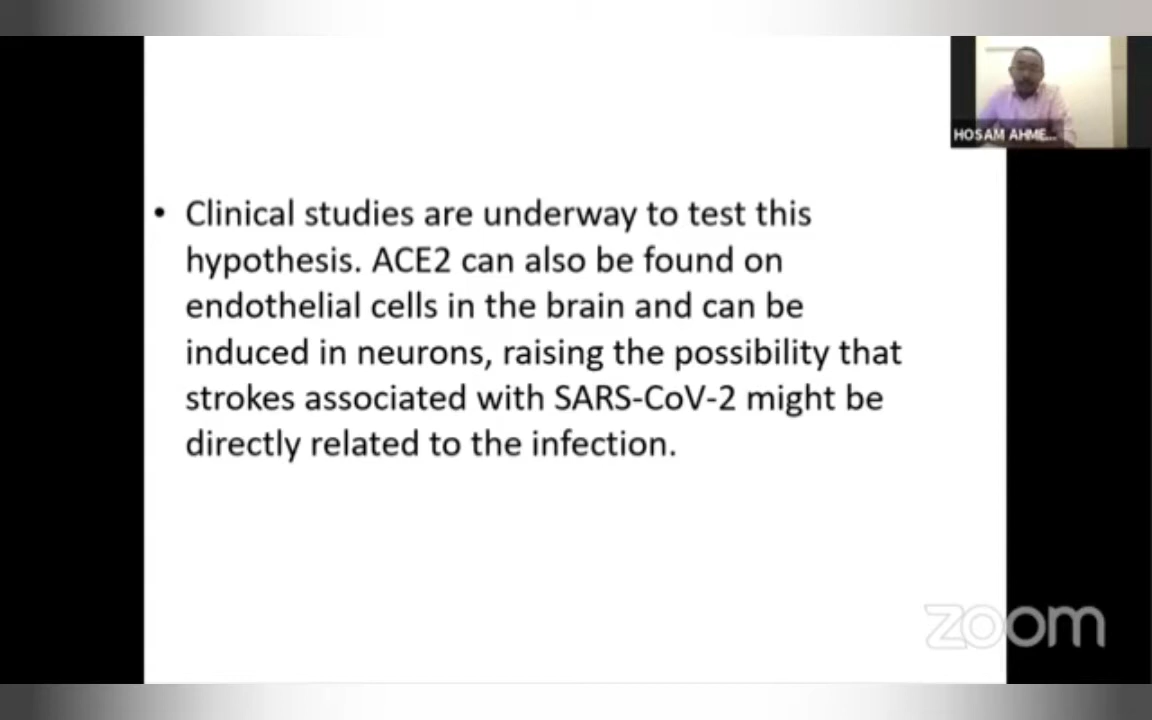 HOSAM AHME...
• Clinical studies are underway to test this
hypothesis. ACE2 can also be found on
endothelial cells in the brain and can be
induced in neurons, raising the possibility that
strokes associated with SARS-CoV-2 might be
directly related to the infection.
zoom